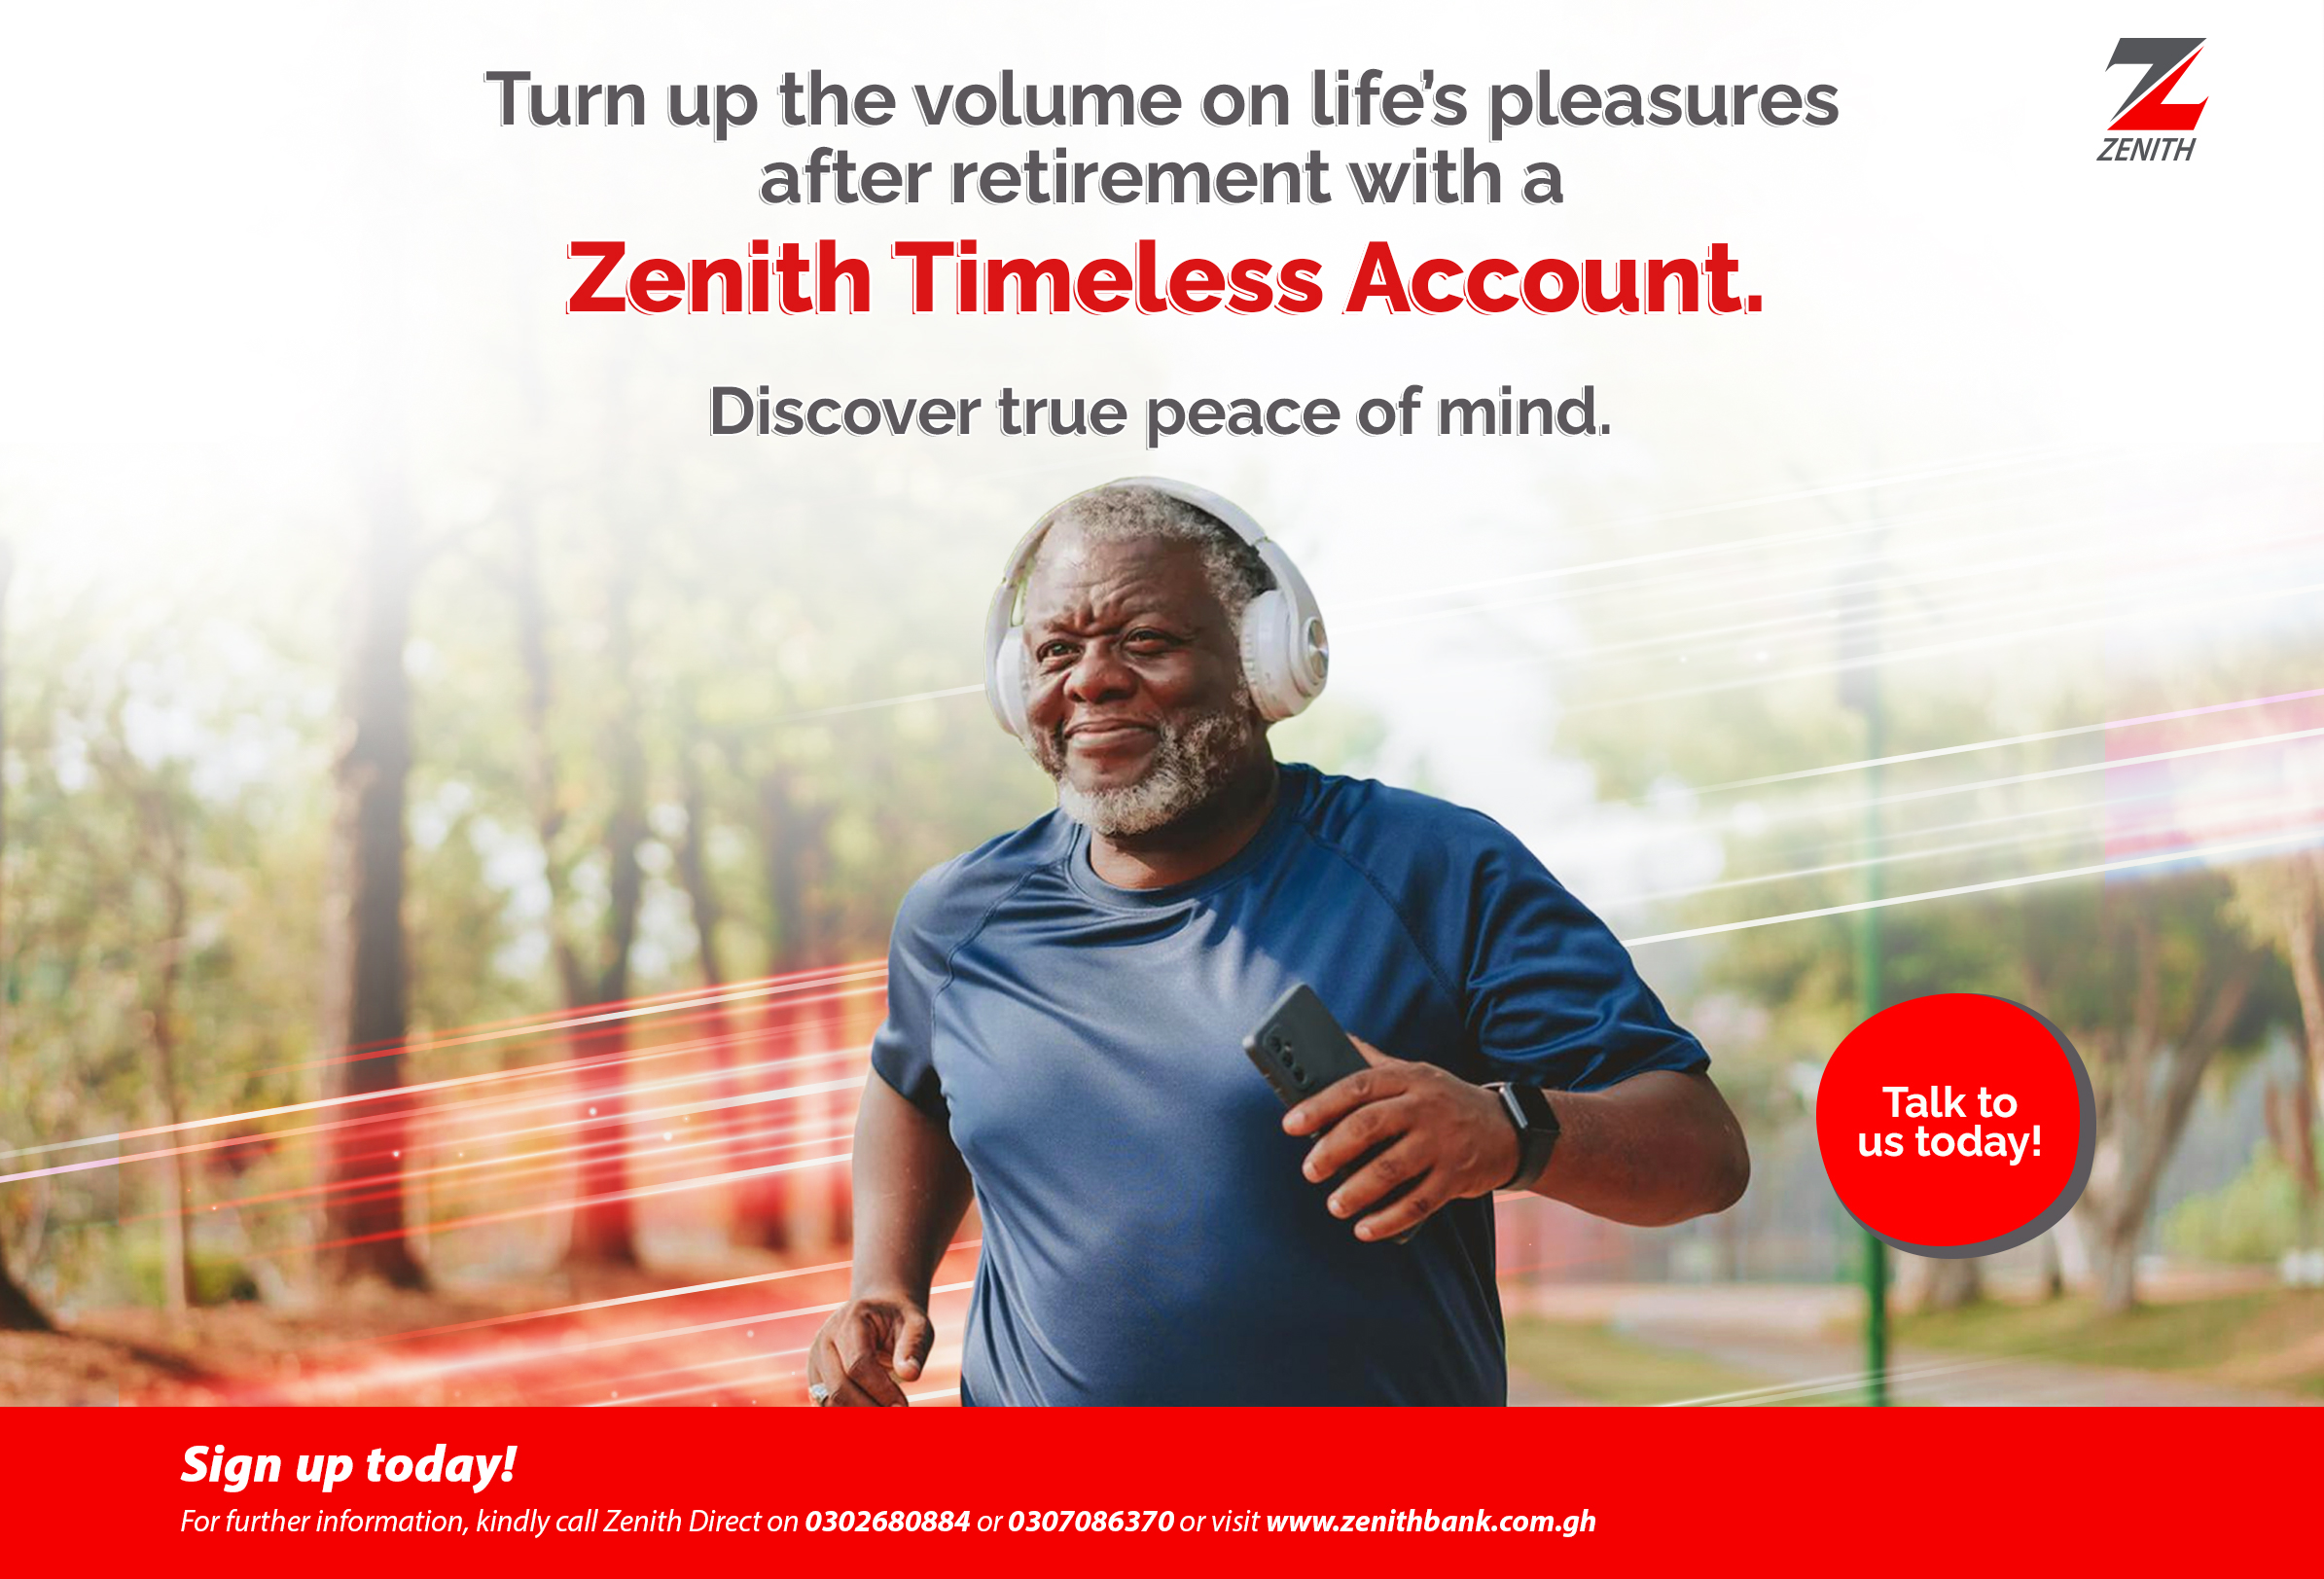 Turn up the volume on life’s pleasures
after retirement with a
Zenith Timeless Account.
Discover true peace of mind.
ZENITH
Talk to
us today!
Sign up today!
For further information, kindly call Zenith Direct on 0302680884 or 0307086370 or visit www.zenithbank.com.gh